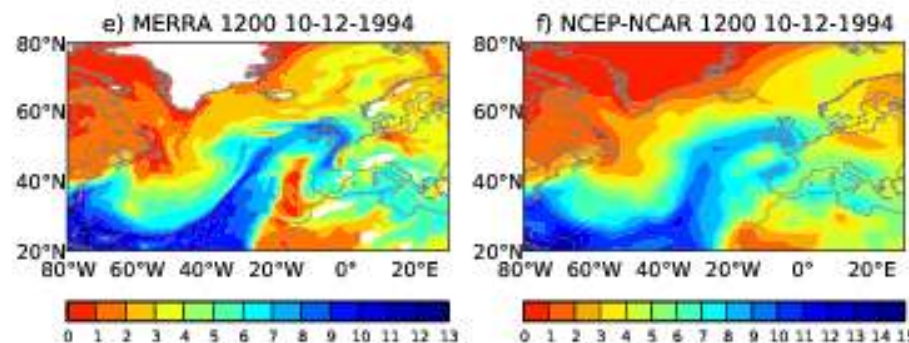 e) MERRA 1200 10-12-1994
f) NCEP-NCAR 1200 10-12-1994
80°N
60°N
40°N
20°N
80°W 60°W 40°W 20°W 0° 20°E
80°N
60°N
40°N
20°N
80°W 60°W 40°W 20°W 0° 20°E
0 1 2 3 4 5 6 7 8 9 10 11 12 13
0 1 2 3 4 5 6 7 8 9 10 11 12 13 14 15